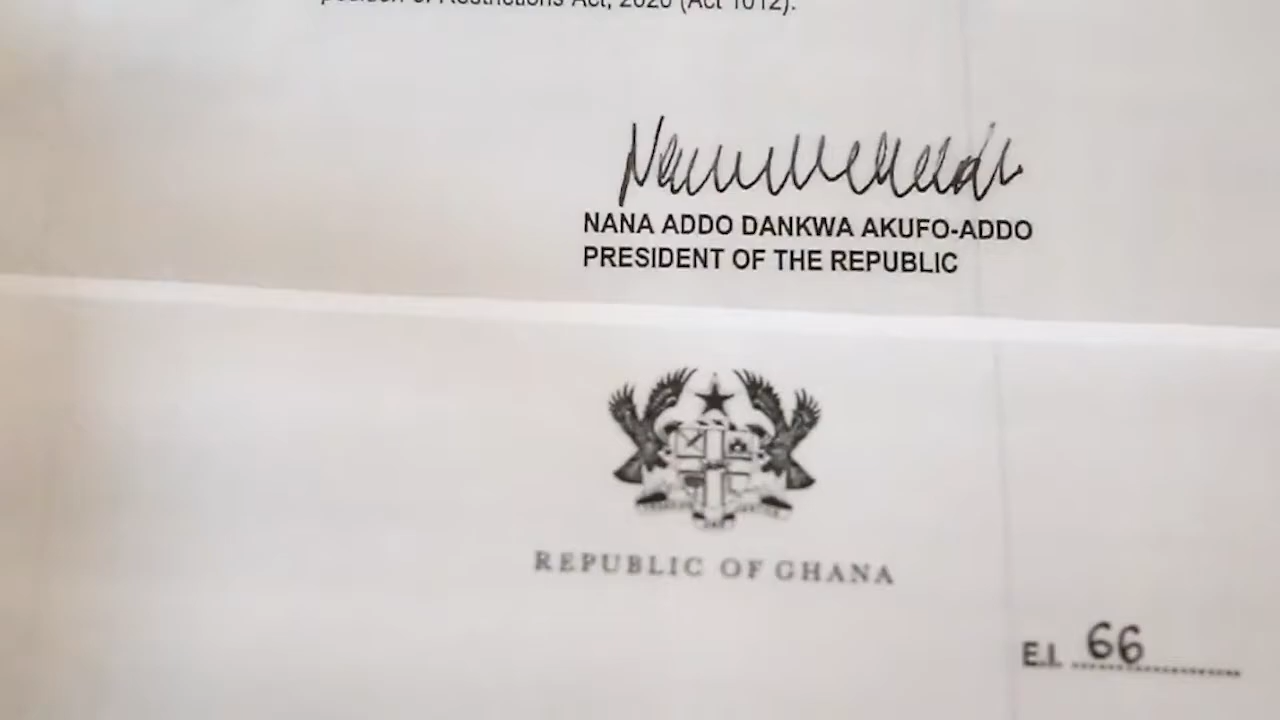 Restrictions Act, 2020 (Act 1012).
NANA ADDO DANKWA AKUFO-ADDO
PRESIDENT OF THE REPUBLIC
REPUBLIC OF GHANA
E.I. 66